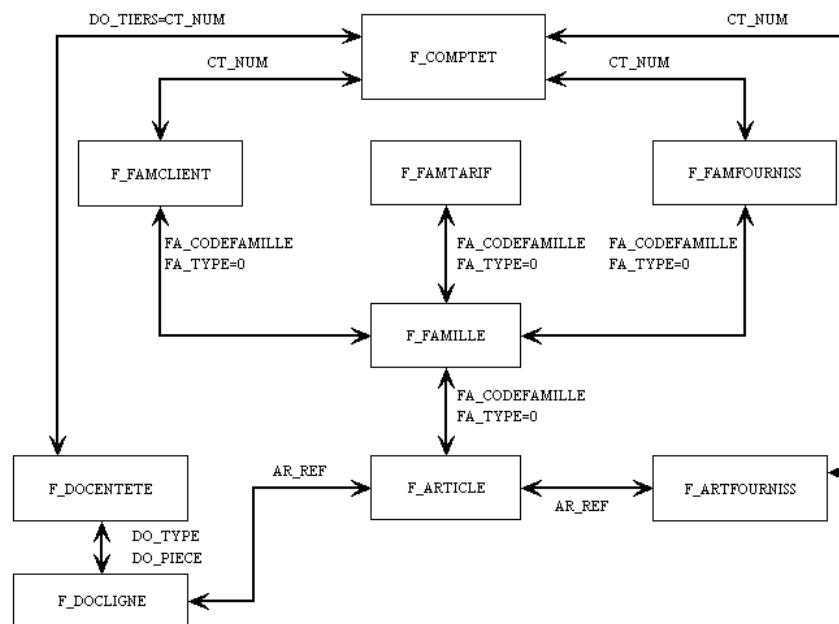 DO_TIERS=CT_NUM
CT_NUM
F_COMPTET
CT_NUM
CT_NUM
F_FAMCLIENT
F_FAMTARIF
F_FAMFOURNISS
FA_CODEFAMILLE
FA_TYPE=0
FA_CODEFAMILLE
FA_TYPE=0
FA_CODEFAMILLE
FA_TYPE=0
F_FAMILLE
FA_CODEFAMILLE
FA_TYPE=0
F_DOCENTETE
AR_REF
F_ARTICLE
AR_REF
F_ARTFOURNISS
DO_TYPE
DO_PIECE
F_DOCLIGNE